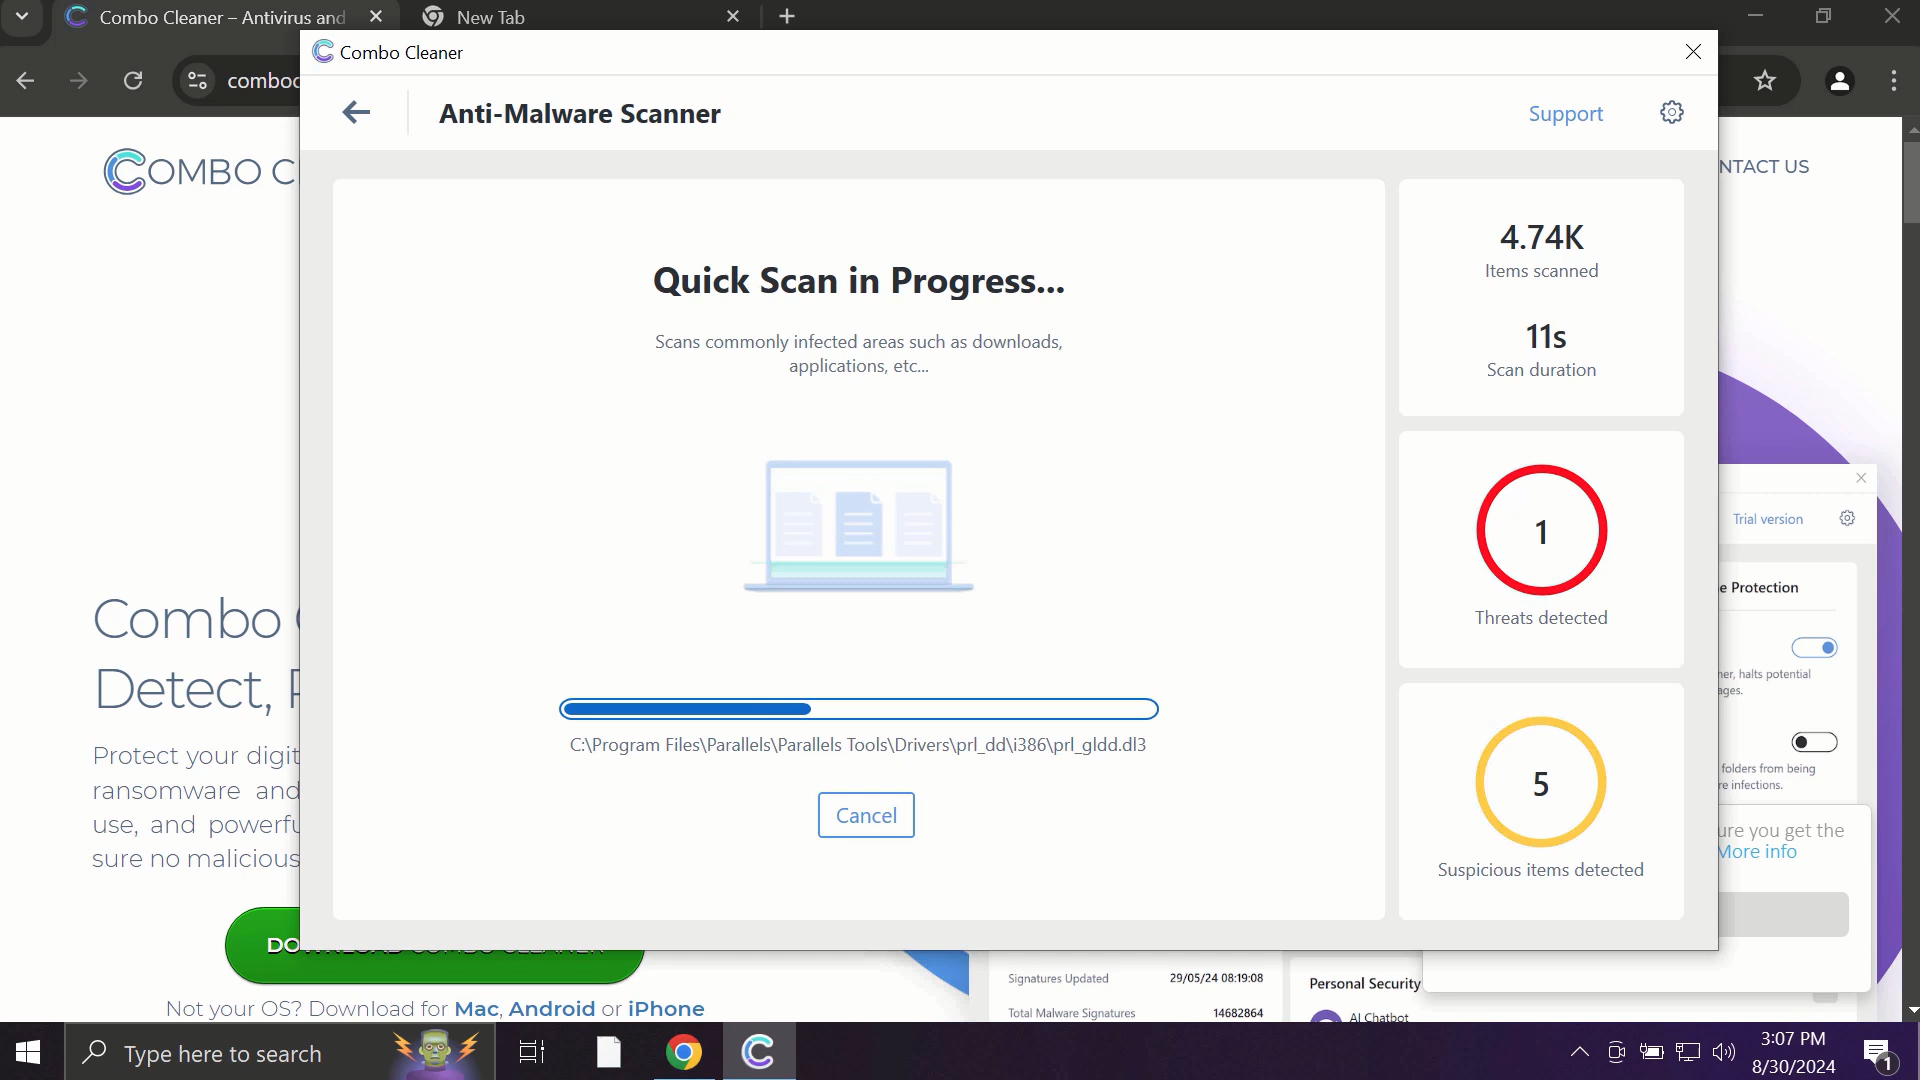 Combo Cleaner – Antivirus and
New Tab
comboc
Combo Cleaner
Anti-Malware Scanner
Support
COMBO C
NTACT US
Quick Scan in Progress...
Scans commonly infected areas such as downloads,
applications, etc...
4.74K
Items scanned
11s
Scan duration
1
Threats detected
5
Suspicious items detected
C:\Program Files\Parallels\Parallels Tools\Drivers\prl_dd\i386\prl_gldd.dl3
Cancel
Trial version
e Protection
ner, halts potential
ages.
folders from being
re infections.
ure you get the
More info
Combo
Detect,
Protect your digit
ransomware and
use, and powerfu
sure no malicious
DOWNLOAD COMBO CLEANER
Not your OS? Download for Mac, Android or iPhone
Signatures Updated 29/05/24 08:19:08
Total Malware Signatures 14682864
Personal Security
AI Chatbot
Type here to search
3:07 PM
8/30/2024
1